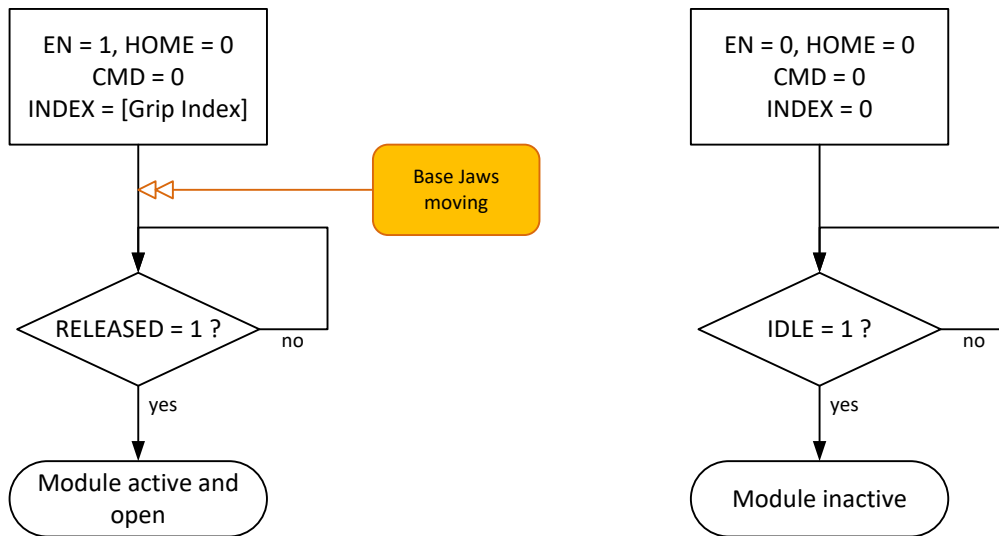 EN = 1, HOME = 0
CMD = 0
INDEX = [Grip Index]
Base Jaws
moving
RELEASED = 1 ?
no
yes
Module active and
open
EN = 0, HOME = 0
CMD = 0
INDEX = 0
IDLE = 1 ?
no
yes
Module inactive